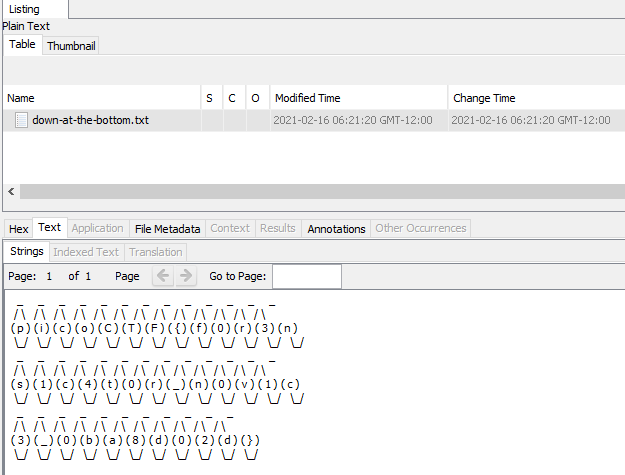 Listing
Plain Text
Table Thumbnail
Name S C O Modified Time Change Time
down-at-the-bottom.txt 2021-02-16 06:21:20 GMT-12:00 2021-02-16 06:21:20 GMT-12:00
Hex Text Application File Metadata Context Results Annotations Other Occurrences
Strings Indexed Text Translation
Page: 1 of 1 Page Go to Page:
_ _ _ _ _ _ _ _ _ _ _ _ _
/ \ / \ / \ / \ / \ / \ / \ / \ / \ / \ / \ / \ / \
(p)(i)(c)(o)(C)(T)(F)({)(f)(0)(r)(3)(n)
\_/ \_/ \_/ \_/ \_/ \_/ \_/ \_/ \_/ \_/ \_/ \_/ \_/
_ _ _ _ _ _ _ _ _ _ _ _ _
/ \ / \ / \ / \ / \ / \ / \ / \ / \ / \ / \ / \ / \
(s)(1)(c)(4)(t)(0)(r)(_)(n)(0)(v)(1)(c)
\_/ \_/ \_/ \_/ \_/ \_/ \_/ \_/ \_/ \_/ \_/ \_/ \_/
_ _ _ _ _ _ _ _ _ _ _
/ \ / \ / \ / \ / \ / \ / \ / \ / \ / \ / \
(3)(_)(0)(b)(a)(8)(d)(0)(2)(d)(})
\_/ \_/ \_/ \_/ \_/ \_/ \_/ \_/ \_/ \_/ \_/